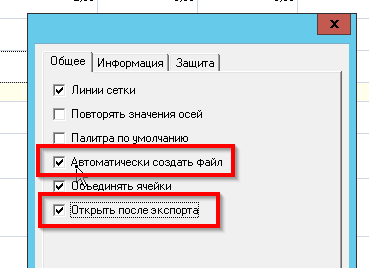 x
Общее Информация Защита
Линии сетки
Повторять значения осей
Палитра по умолчанию
Автоматически создать файл
Объединять ячейки
Открыть после экспорта